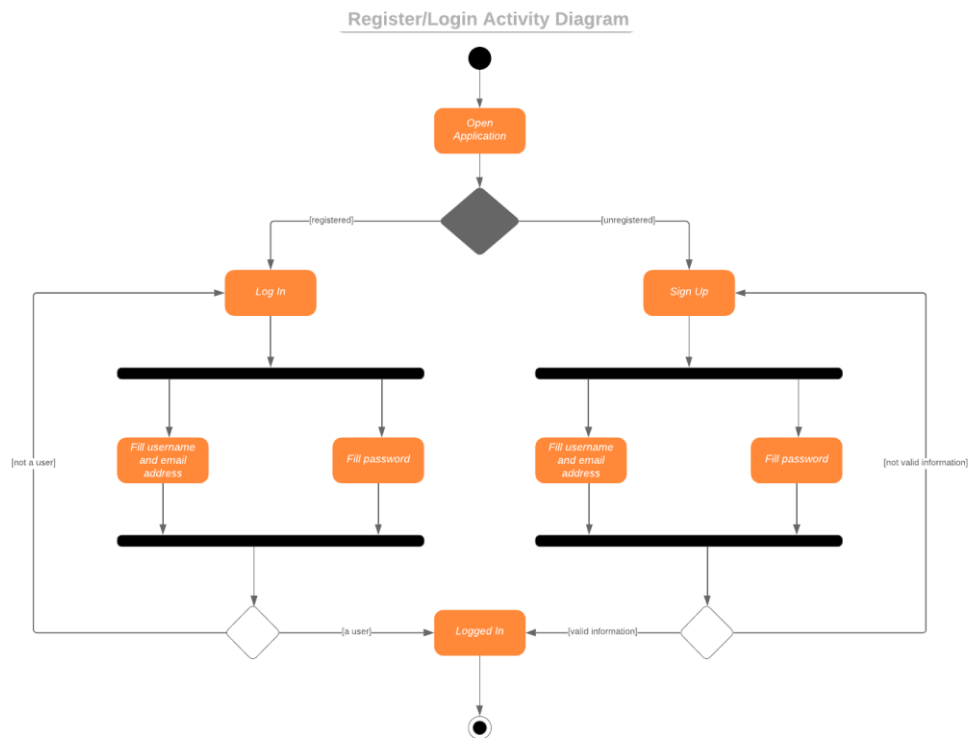 Register/Login Activity Diagram
Open
Application
[registered]
[unregistered]
Log In
Sign Up
Fill username
and email
address
Fill password
Fill username
and email
address
Fill password
[not a user]
[not valid information]
[a user]
Logged In
[valid information]